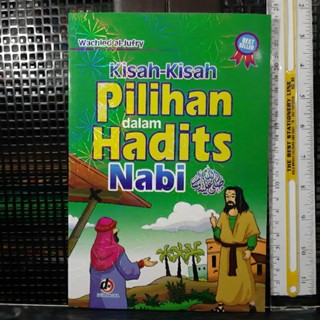 Wachied al-Jufry
BEST
SELLER
Kisah-Kisah
Pilihan
dalam
Hadits
Nabi
THE BEST STATIONERY LINE